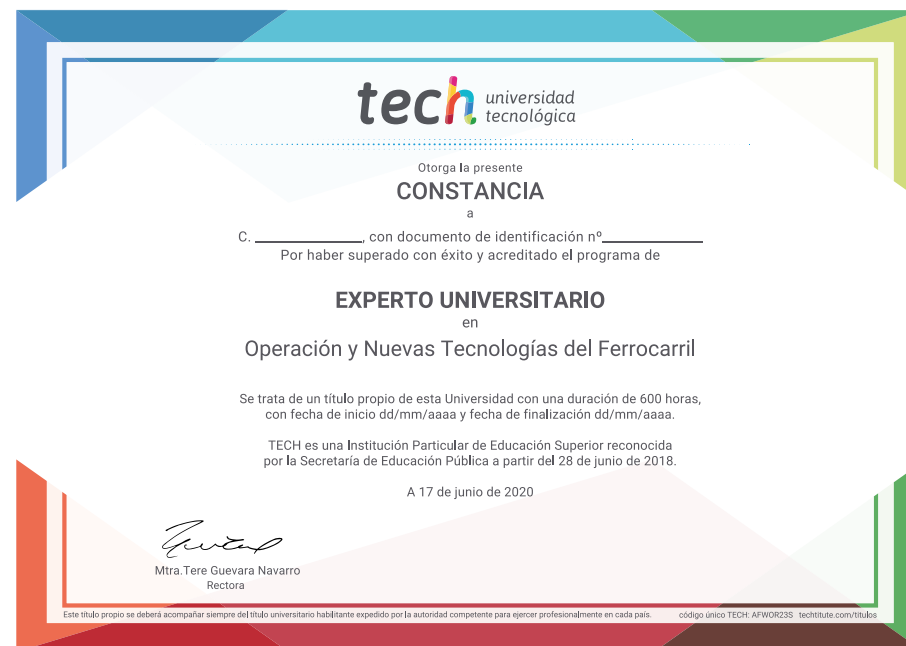 tech universidad
tecnológica
Otorga la presente
CONSTANCIA
a
C. ____________, con documento de identificación nº____________
Por haber superado con éxito y acreditado el programa de
EXPERTO UNIVERSITARIO
en
Operación y Nuevas Tecnologías del Ferrocarril
Se trata de un título propio de esta Universidad con una duración de 600 horas,
con fecha de inicio dd/mm/aaaa y fecha de finalización dd/mm/aaaa.
TECH es una Institución Particular de Educación Superior reconocida
por la Secretaría de Educación Pública a partir del 28 de junio de 2018.
A 17 de junio de 2020
Mtra.Tere Guevara Navarro
Rectora
Este título propio se deberá acompañar siempre del título universitario habilitante expedido por la autoridad competente para ejercer profesionalmente en cada país. código único TECH: AFWOR23S techtitute.com/titulos